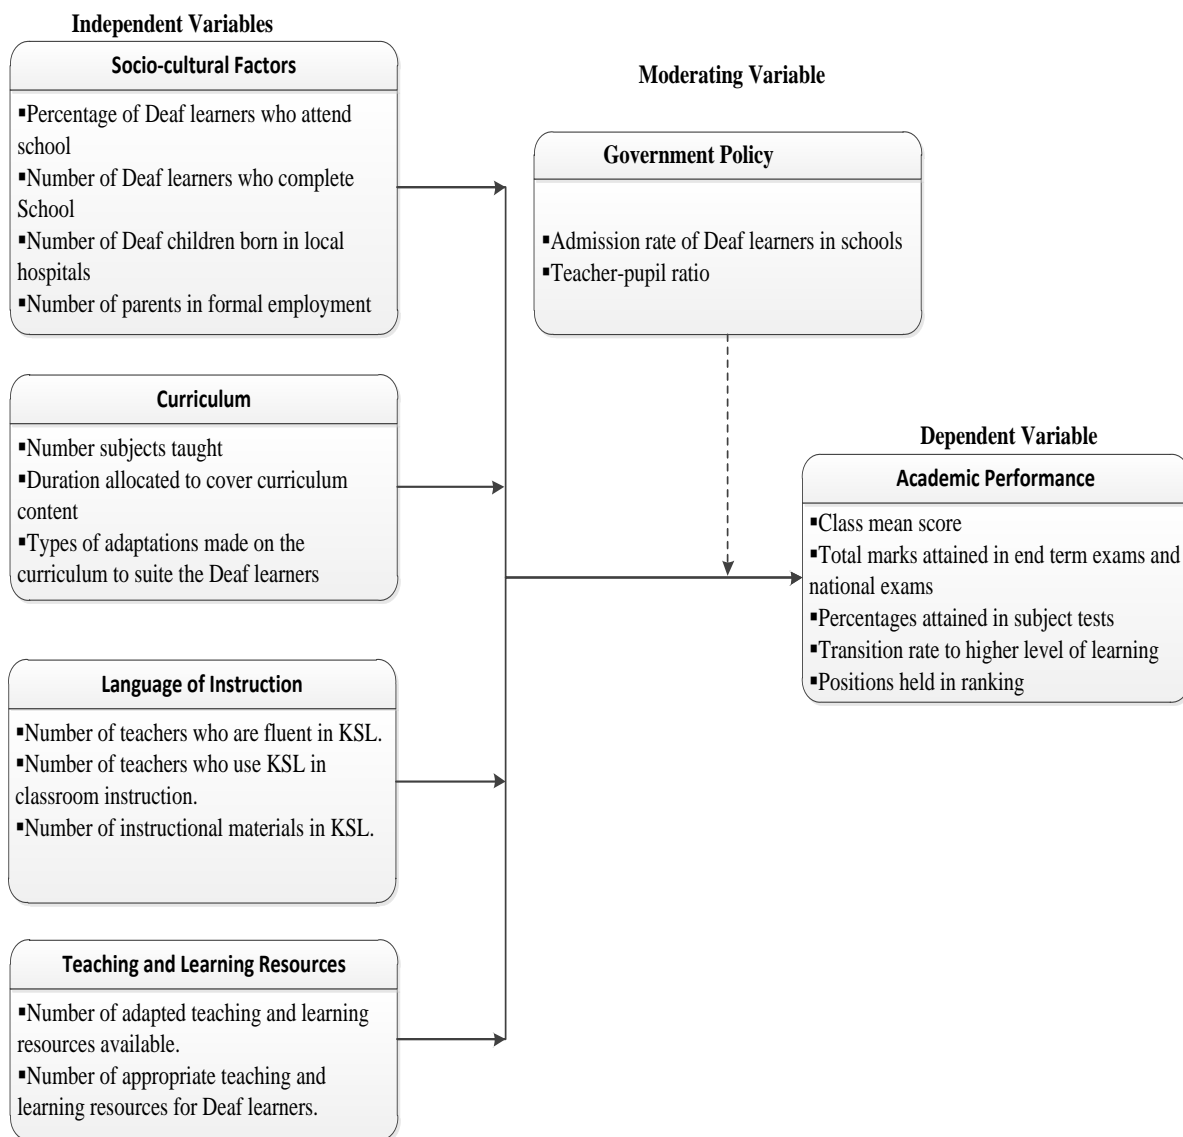 Independent Variables
Socio-cultural Factors
▪Percentage of Deaf learners who attend
school
▪Number of Deaf learners who complete
School
▪Number of Deaf children born in local
hospitals
▪Number of parents in formal employment
Moderating Variable
Government Policy
▪Admission rate of Deaf learners in schools
▪Teacher-pupil ratio
Curriculum
▪Number subjects taught
▪Duration allocated to cover curriculum
content
▪Types of adaptations made on the
curriculum to suite the Deaf learners
Dependent Variable
Academic Performance
▪Class mean score
▪Total marks attained in end term exams and
national exams
▪Percentages attained in subject tests
▪Transition rate to higher level of learning
▪Positions held in ranking
Language of Instruction
▪Number of teachers who are fluent in KSL.
▪Number of teachers who use KSL in
classroom instruction.
▪Number of instructional materials in KSL.
Teaching and Learning Resources
▪Number of adapted teaching and learning
resources available.
▪Number of appropriate teaching and
learning resources for Deaf learners.